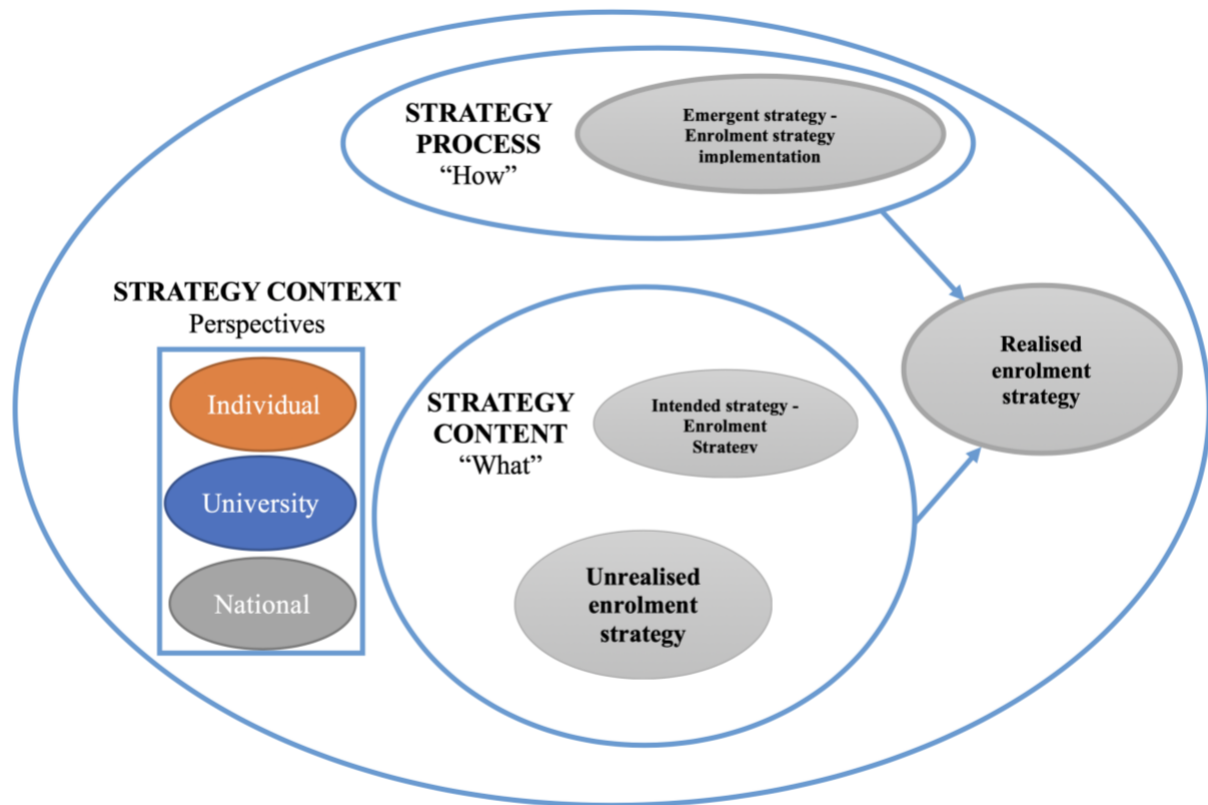 STRATEGY
PROCESS
“How”
Emergent strategy -
Enrolment strategy
implementation
STRATEGY CONTEXT
Perspectives
Individual
University
National
STRATEGY
CONTENT
“What”
Intended strategy -
Enrolment
Strategy
Unrealised
enrolment
strategy
Realised
enrolment
strategy